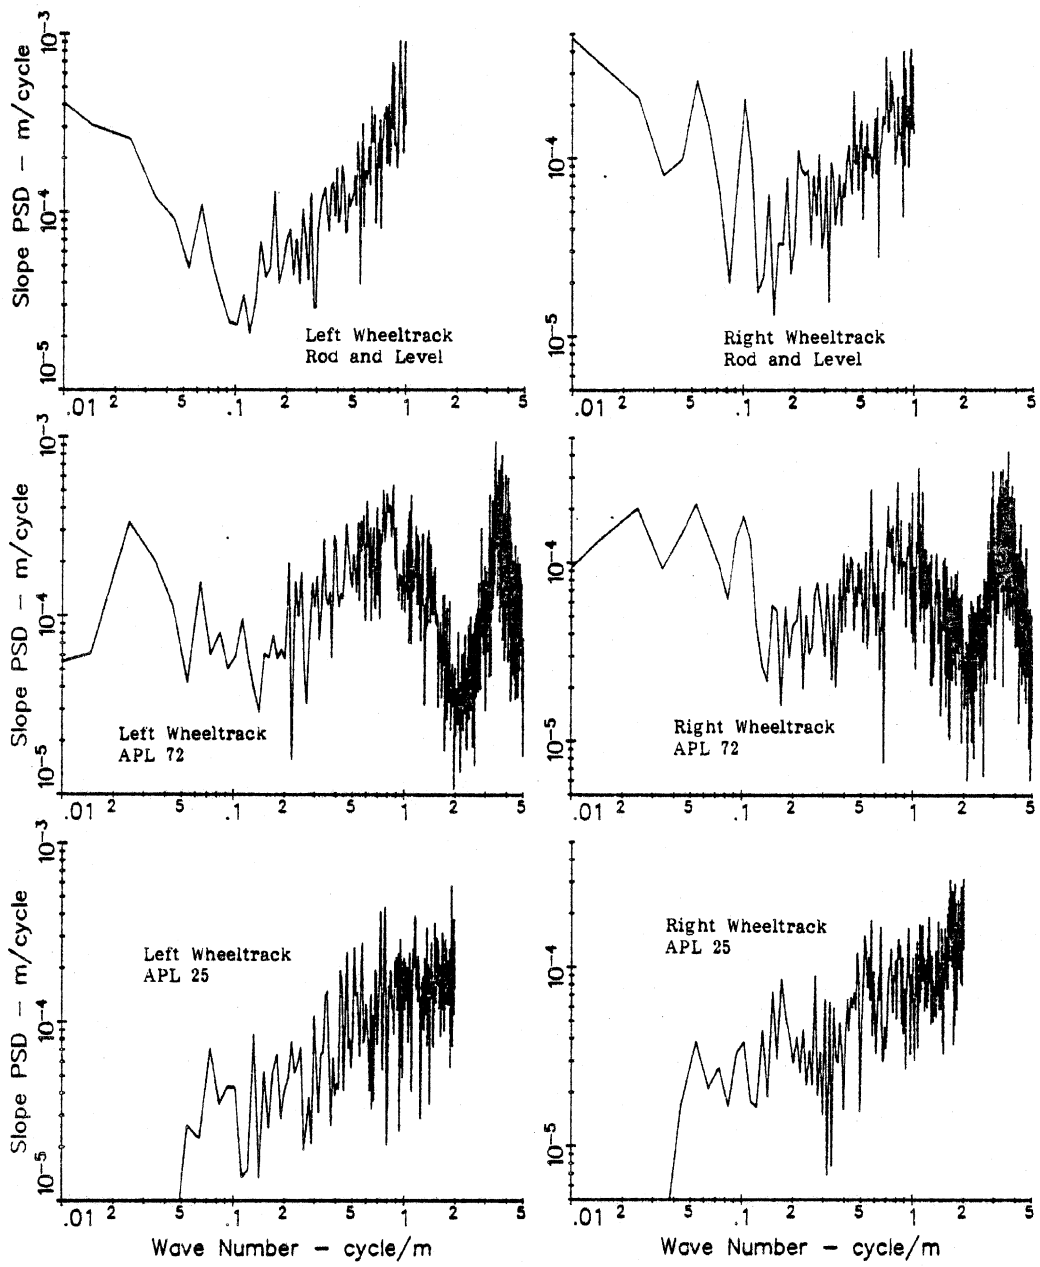 10⁻³
10⁻⁴
10⁻⁵
Slope PSD – m/cycle
Left Wheeltrack
Rod and Level
.01 2 5 .1 2 5 1 2 5
10⁻⁴
10⁻⁵
Right Wheeltrack
Rod and Level
.01 2 5 .1 2 5 1 2 5
10⁻³
10⁻⁴
10⁻⁵
Slope PSD – m/cycle
Left Wheeltrack
APL 72
.01 2 5 .1 2 5 1 2 5
10⁻⁴
10⁻⁵
Right Wheeltrack
APL 72
.01 2 5 .1 2 5 1 2 5
10⁻³
10⁻⁴
10⁻⁵
Slope PSD – m/cycle
Left Wheeltrack
APL 25
.01 2 5 .1 2 5 1 2 5
Wave Number – cycle/m
10⁻⁴
10⁻⁵
Right Wheeltrack
APL 25
.01 2 5 .1 2 5 1 2 5
Wave Number – cycle/m